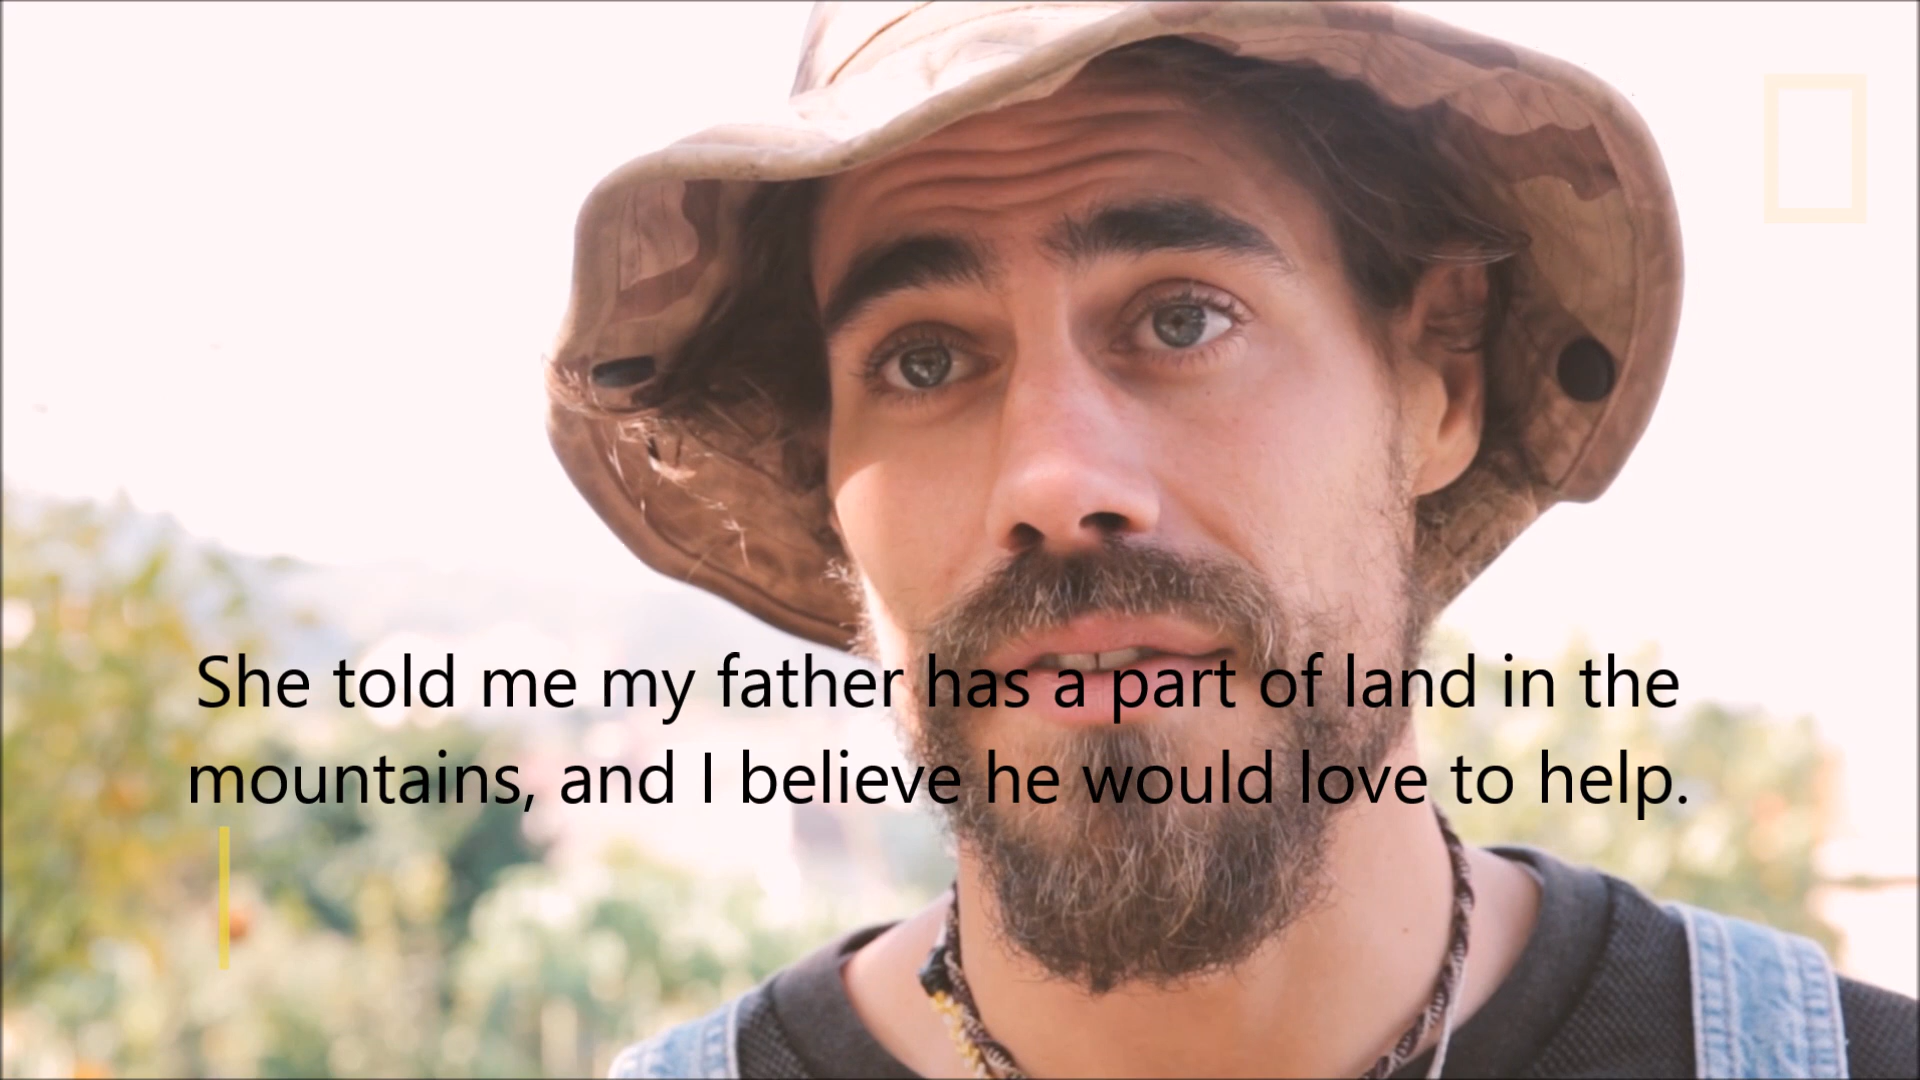 She told me my father has a part of land in the
mountains, and I believe he would love to help.